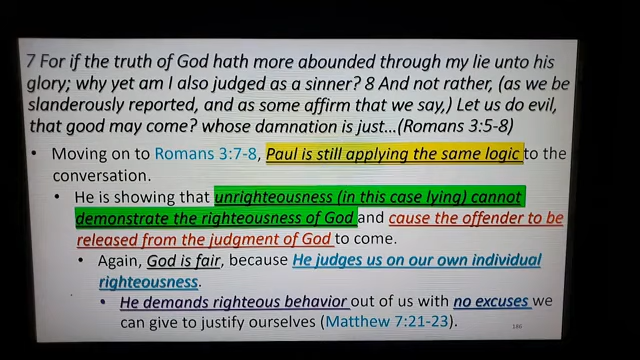 7 For if the truth of God hath more abounded through my lie unto his
glory; why yet am I also judged as a sinner? 8 And not rather, (as we be
slanderously reported, and as some affirm that we say,) Let us do evil,
that good may come? whose damnation is just...(Romans 3:5-8)
• Moving on to Romans 3:7-8, Paul is still applying the same logic to the
conversation.
• He is showing that unrighteousness (in this case lying) cannot
demonstrate the righteousness of God and cause the offender to be
released from the judgment of God to come.
• Again, God is fair, because He judges us on our own individual
righteousness.
• He demands righteous behavior out of us with no excuses we
can give to justify ourselves (Matthew 7:21-23).